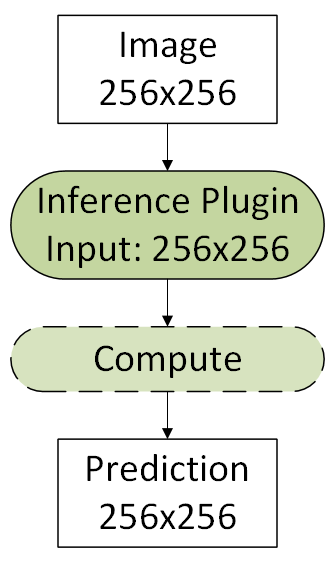 Image
256x256
Inference Plugin
Input: 256x256
Compute
Prediction
256x256